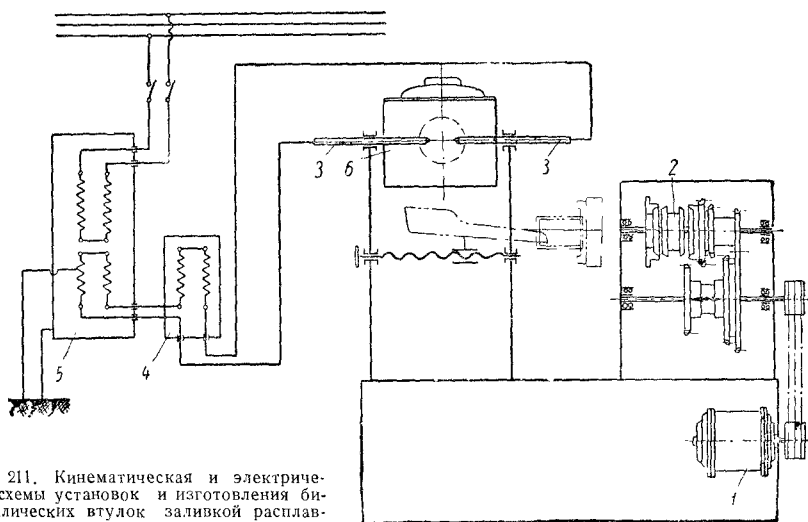 2
3
6
3
5
4
1
211. Кинематическая и электриче-
схемы установок и изготовления би-
лических втулок заливкой расплав-